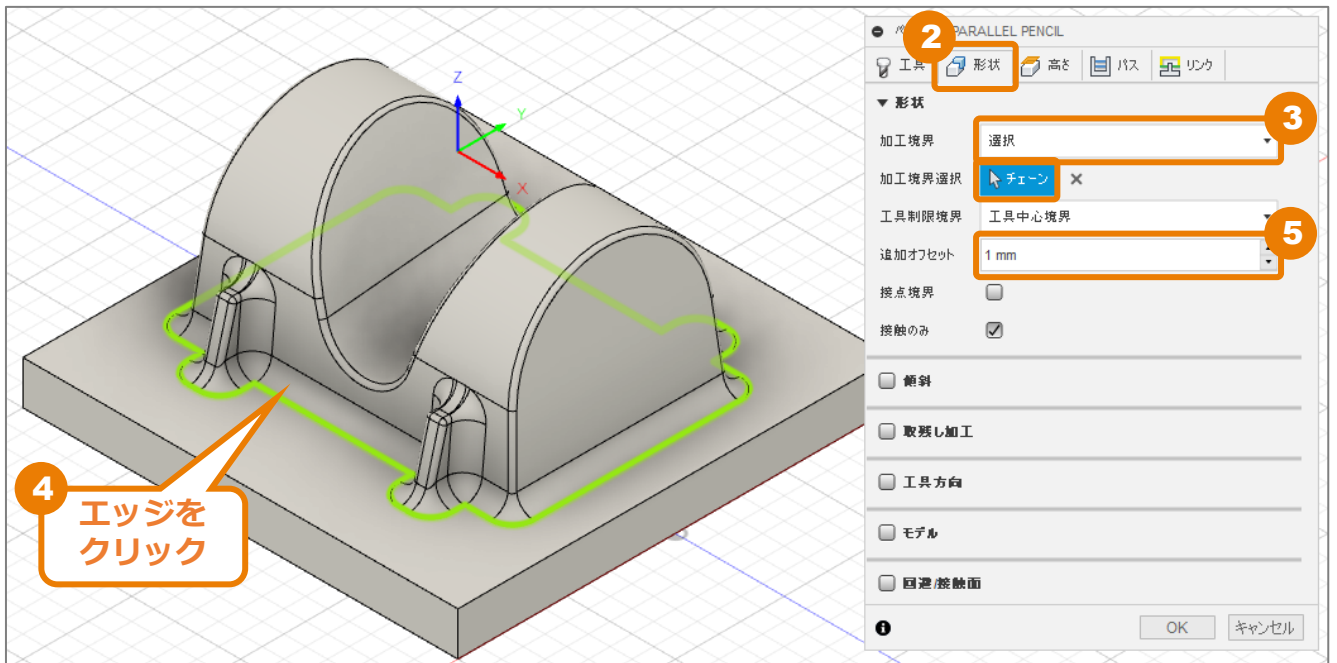 PARALLEL PENCIL
2
工具
形状
高さ
パス
リンク
▼ 形状
3
加工境界
選択
加工境界選択
チェーン
工具制限境界
工具中心境界
5
追加オフセット
1 mm
接点境界
接触のみ
傾斜
取残し加工
工具方向
モデル
回避/接触面
OK
キャンセル
Z
Y
X
4
エッジを
クリック